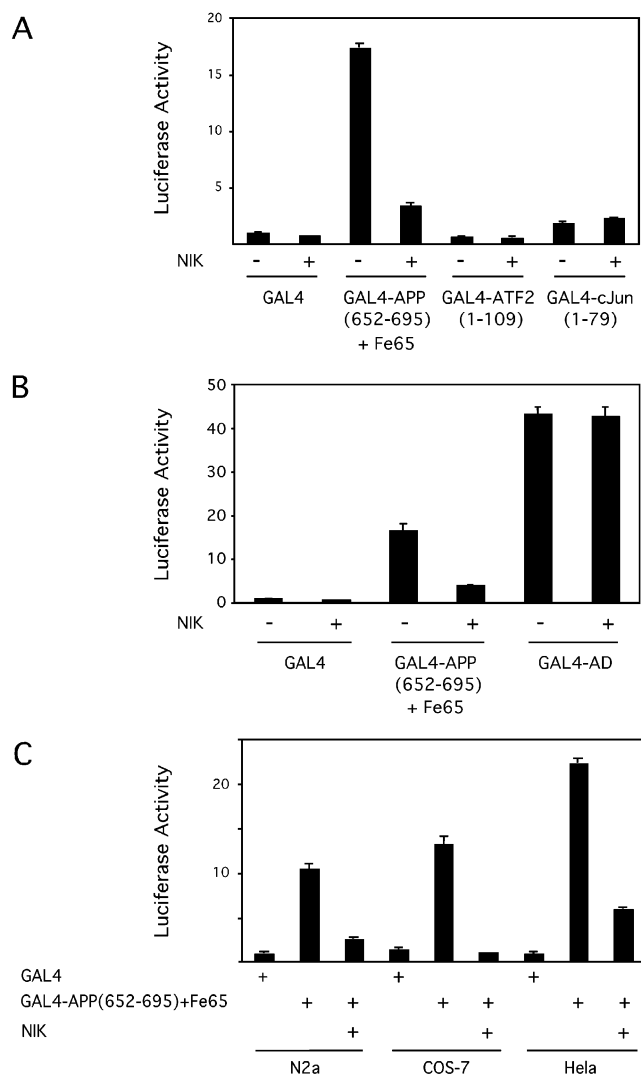 A
Luciferase Activity
20
15
10
5
NIK - + - + - + - +
GAL4 GAL4-APP GAL4-ATF2 GAL4-cJun
(652-695) (1-109) (1-79)
+ Fe65
B
Luciferase Activity
50
40
30
20
10
0
NIK - + - + - +
GAL4 GAL4-APP GAL4-AD
(652-695)
+ Fe65
C
Luciferase Activity
20
10
GAL4 + + +
GAL4-APP(652-695)+Fe65 + + + + + +
NIK + + +
N2a COS-7 Hela